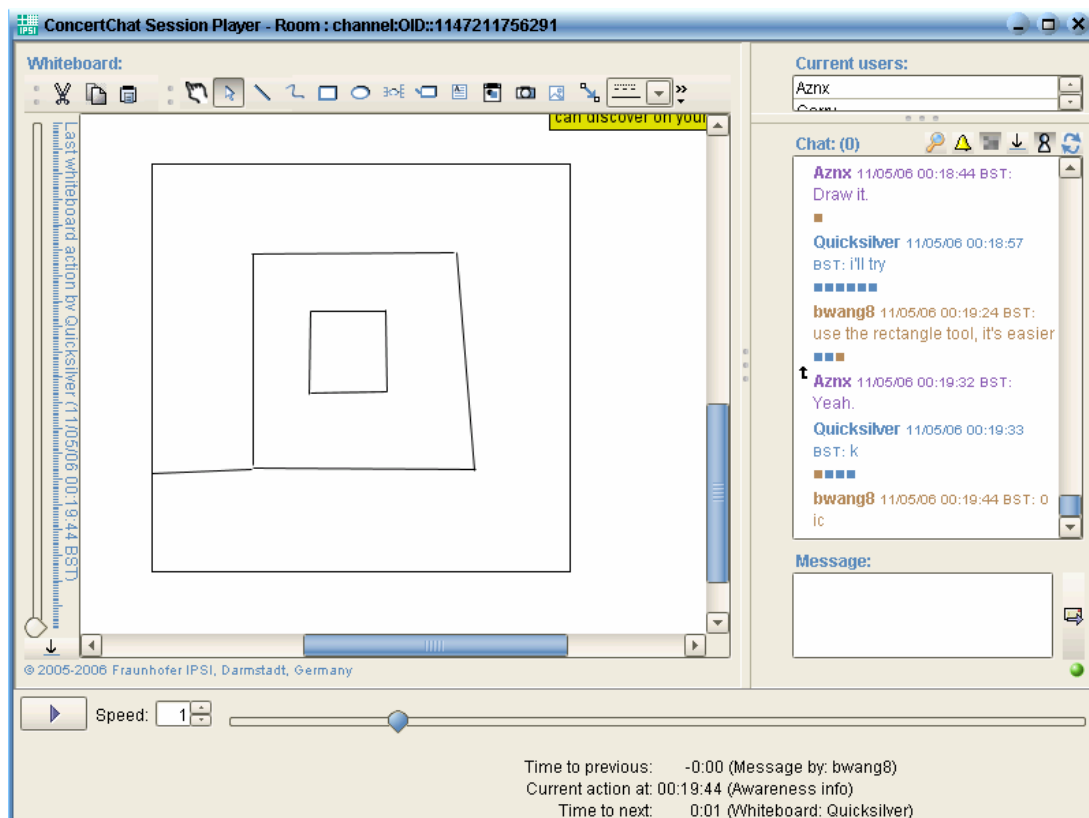 IPSI ConcertChat Session Player - Room : channel:OID::1147211756291
Whiteboard:
Last whiteboard action by Quicksilver (11/05/06 00:19:44 BST)
can discover on your
© 2005-2006 Fraunhofer IPSI, Darmstadt, Germany
Current users:
Aznx
Chat: (0)
Aznx 11/05/06 00:18:44 BST:
Draw it.
Quicksilver 11/05/06 00:18:57
BST: i'll try
bwang8 11/05/06 00:19:24 BST:
use the rectangle tool, it's easier
Aznx 11/05/06 00:19:32 BST:
Yeah.
Quicksilver 11/05/06 00:19:33
BST: k
bwang8 11/05/06 00:19:44 BST: o
ic
Message:
Speed: 1
Time to previous: -0:00 (Message by: bwang8)
Current action at: 00:19:44 (Awareness info)
Time to next: 0:01 (Whiteboard: Quicksilver)